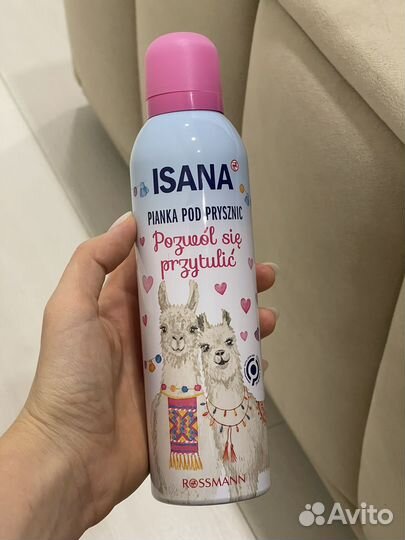 ISANA
PIANKA POD PRYSZNIC
Pozwól się
przytulić
ROSSMANN
Avito